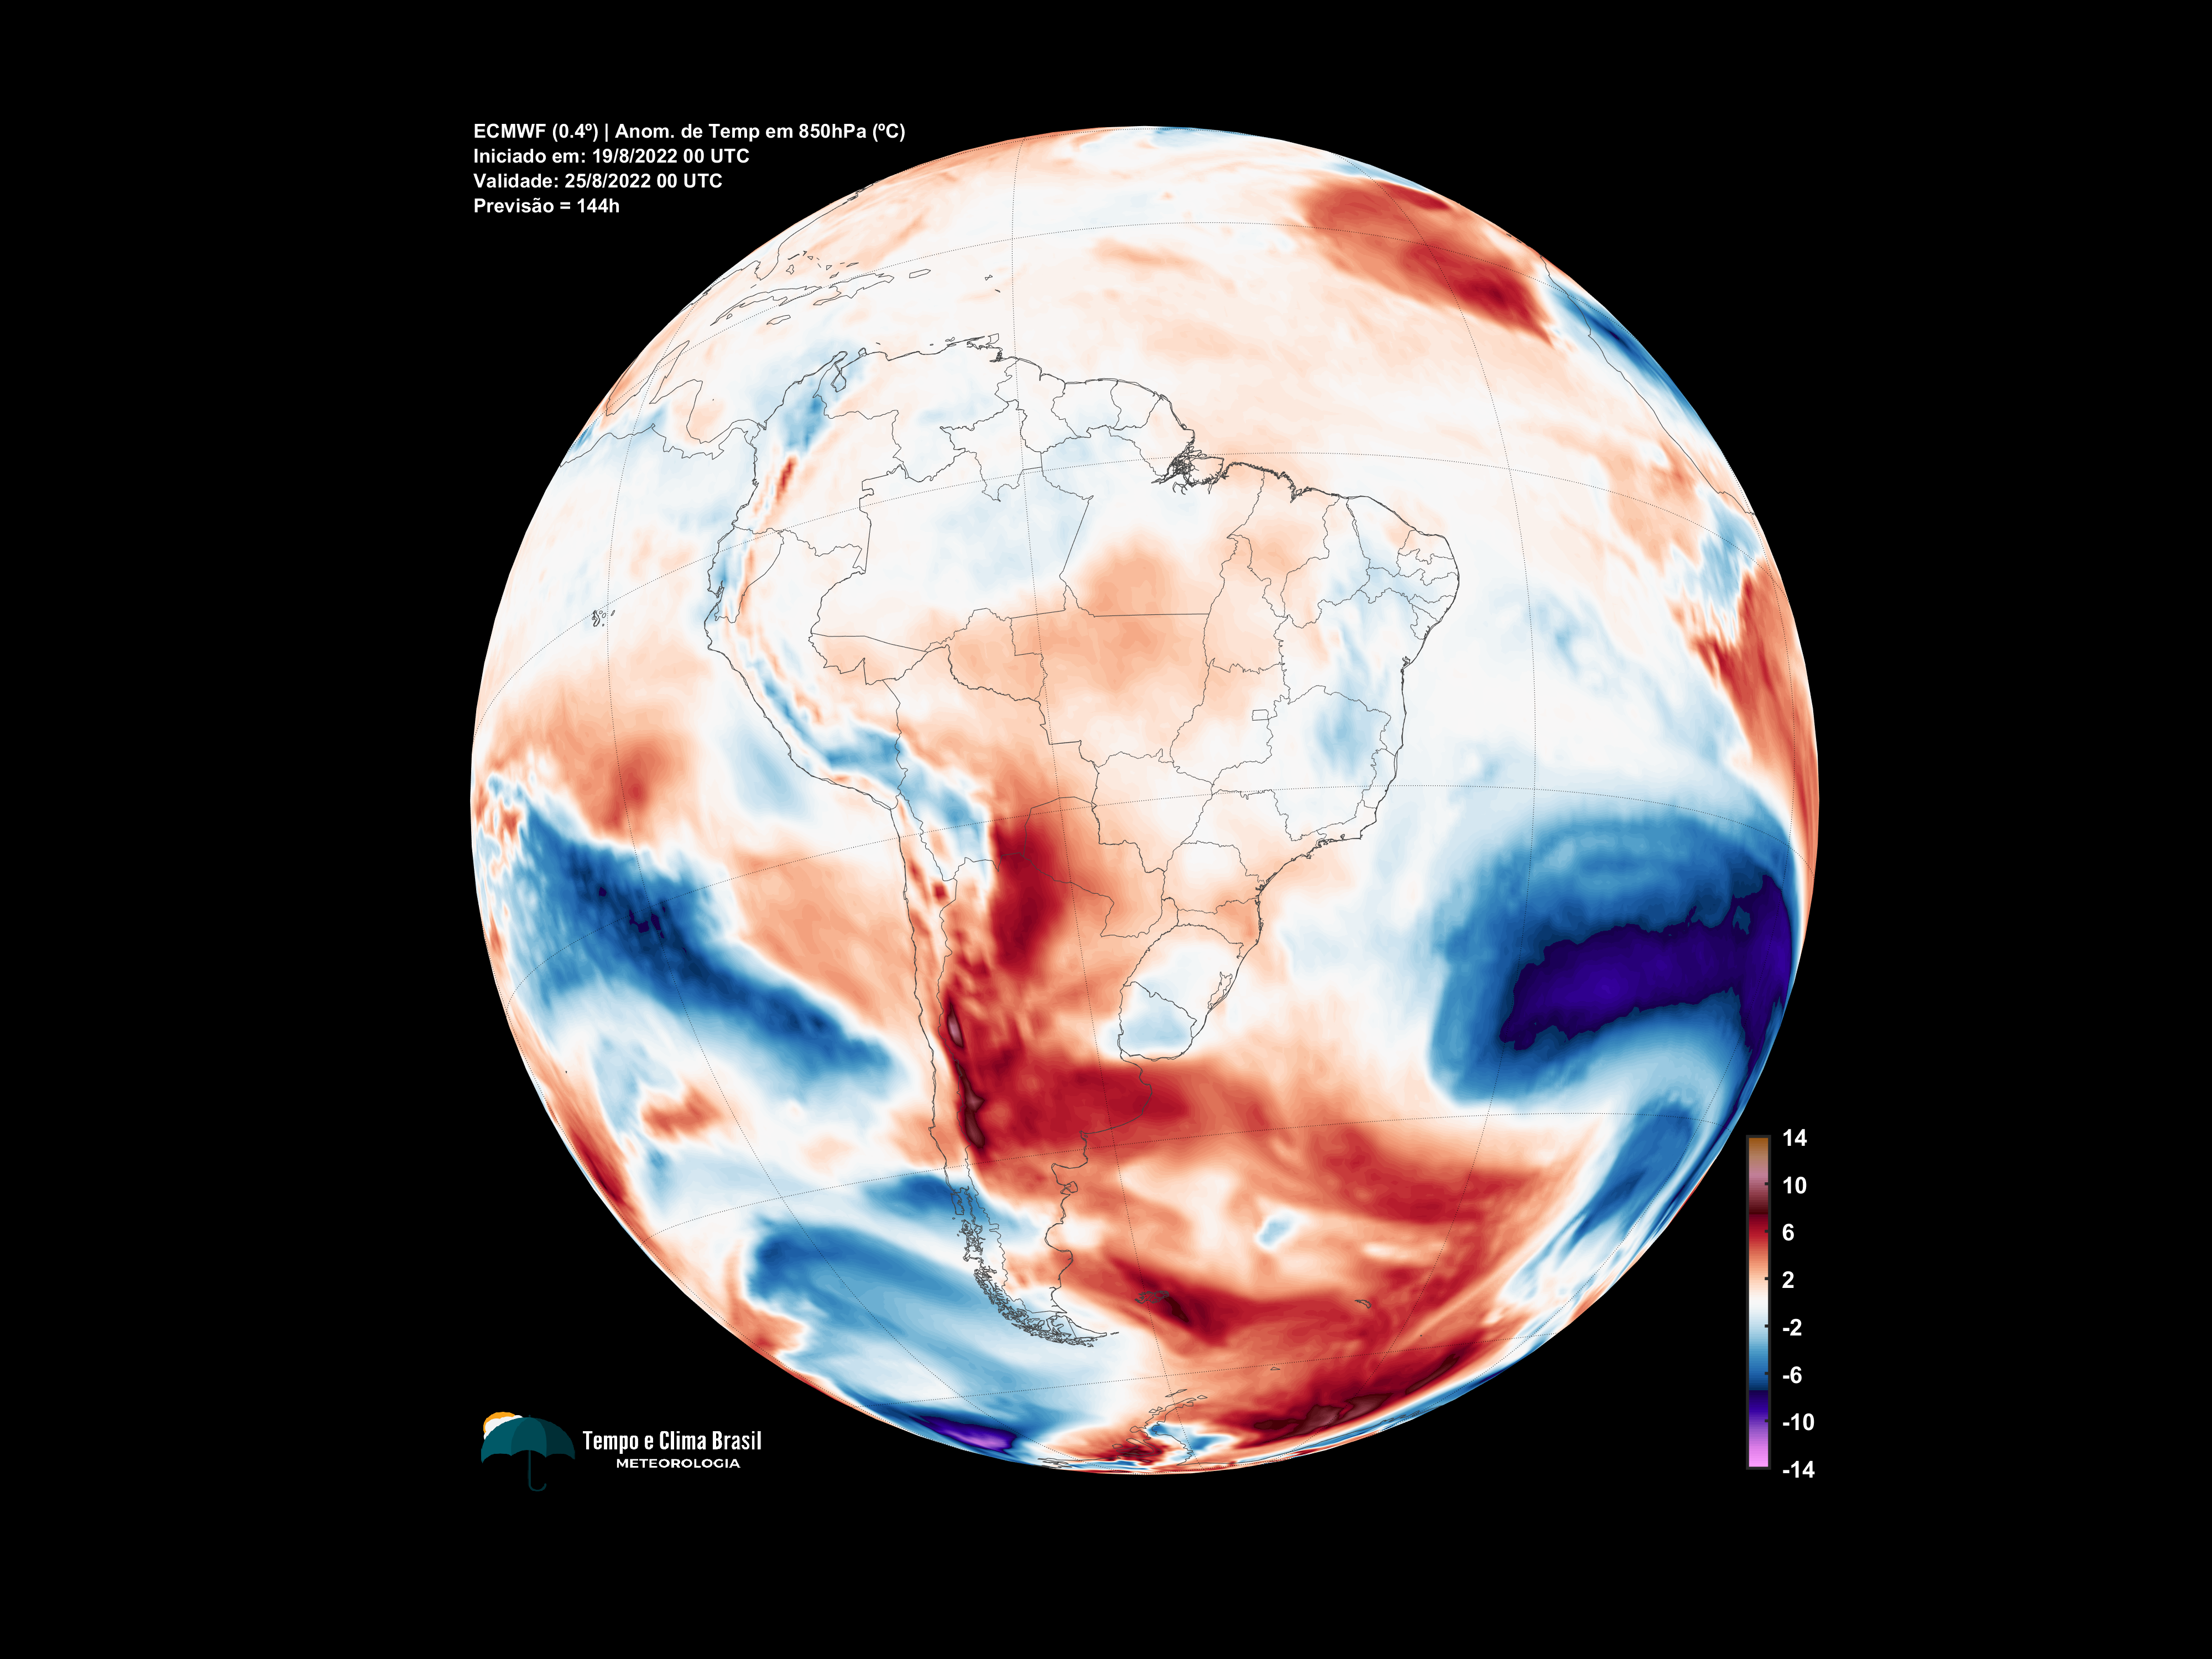 ECMWF (0.4º) | Anom. de Temp em 850hPa (ºC)
Iniciado em: 19/8/2022 00 UTC
Validade: 25/8/2022 00 UTC
Previsão = 144h
14
10
6
2
-2
-6
-10
-14
Tempo e Clima Brasil
METEOROLOGIA